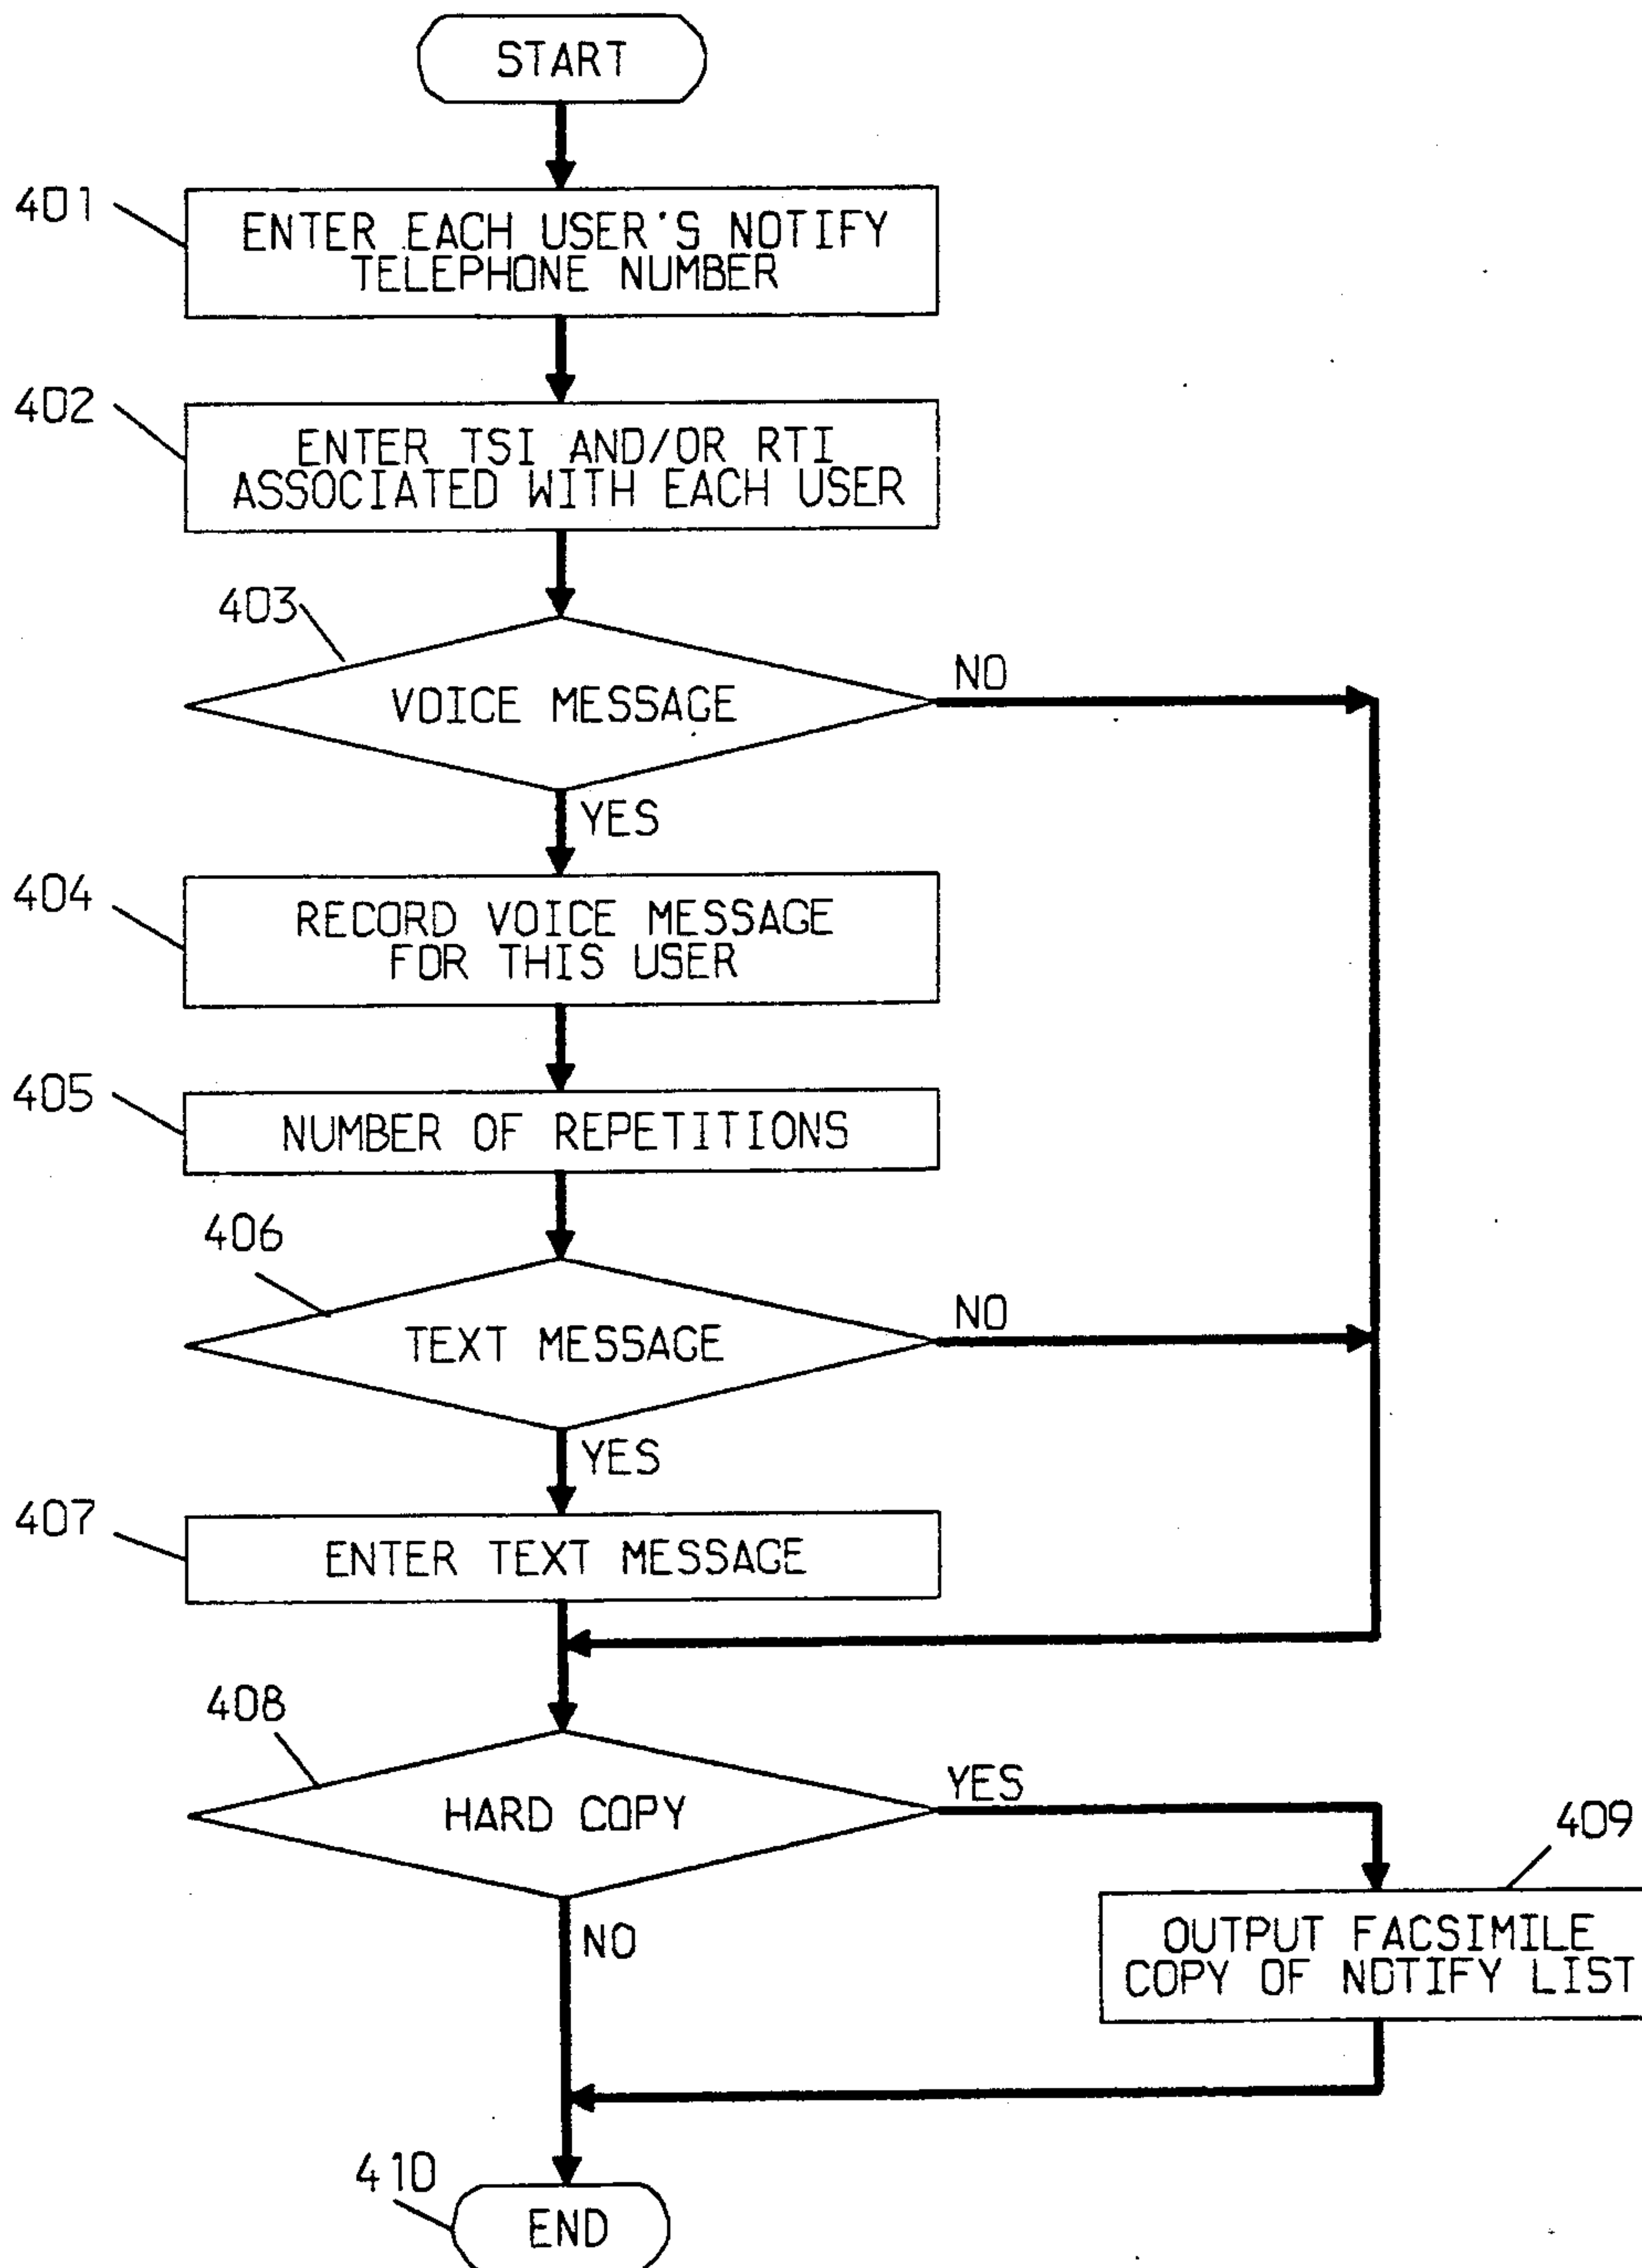 START
401
ENTER EACH USER'S NOTIFY
TELEPHONE NUMBER
402
ENTER TSI AND/OR RTI
ASSOCIATED WITH EACH USER
403
VOICE MESSAGE
NO
YES
404
RECORD VOICE MESSAGE
FOR THIS USER
405
NUMBER OF REPETITIONS
406
TEXT MESSAGE
NO
YES
407
ENTER TEXT MESSAGE
408
HARD COPY
YES
NO
409
OUTPUT FACSIMILE
COPY OF NOTIFY LIST
410
END